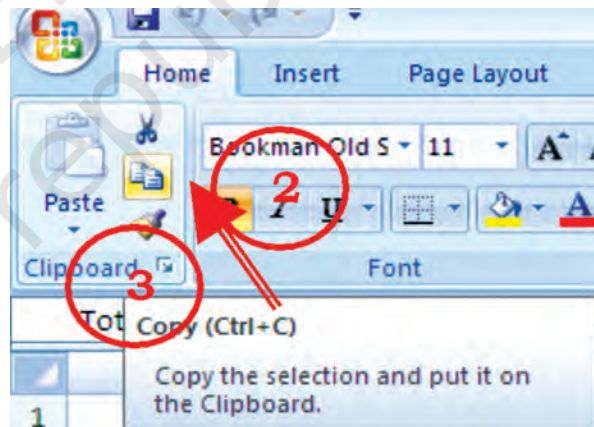 Home Insert Page Layout
Bookman Old S 11 A
2
Paste I U A
Clipboard Font
3
Tot
Copy (Ctrl+C)
Copy the selection and put it on
the Clipboard.
1